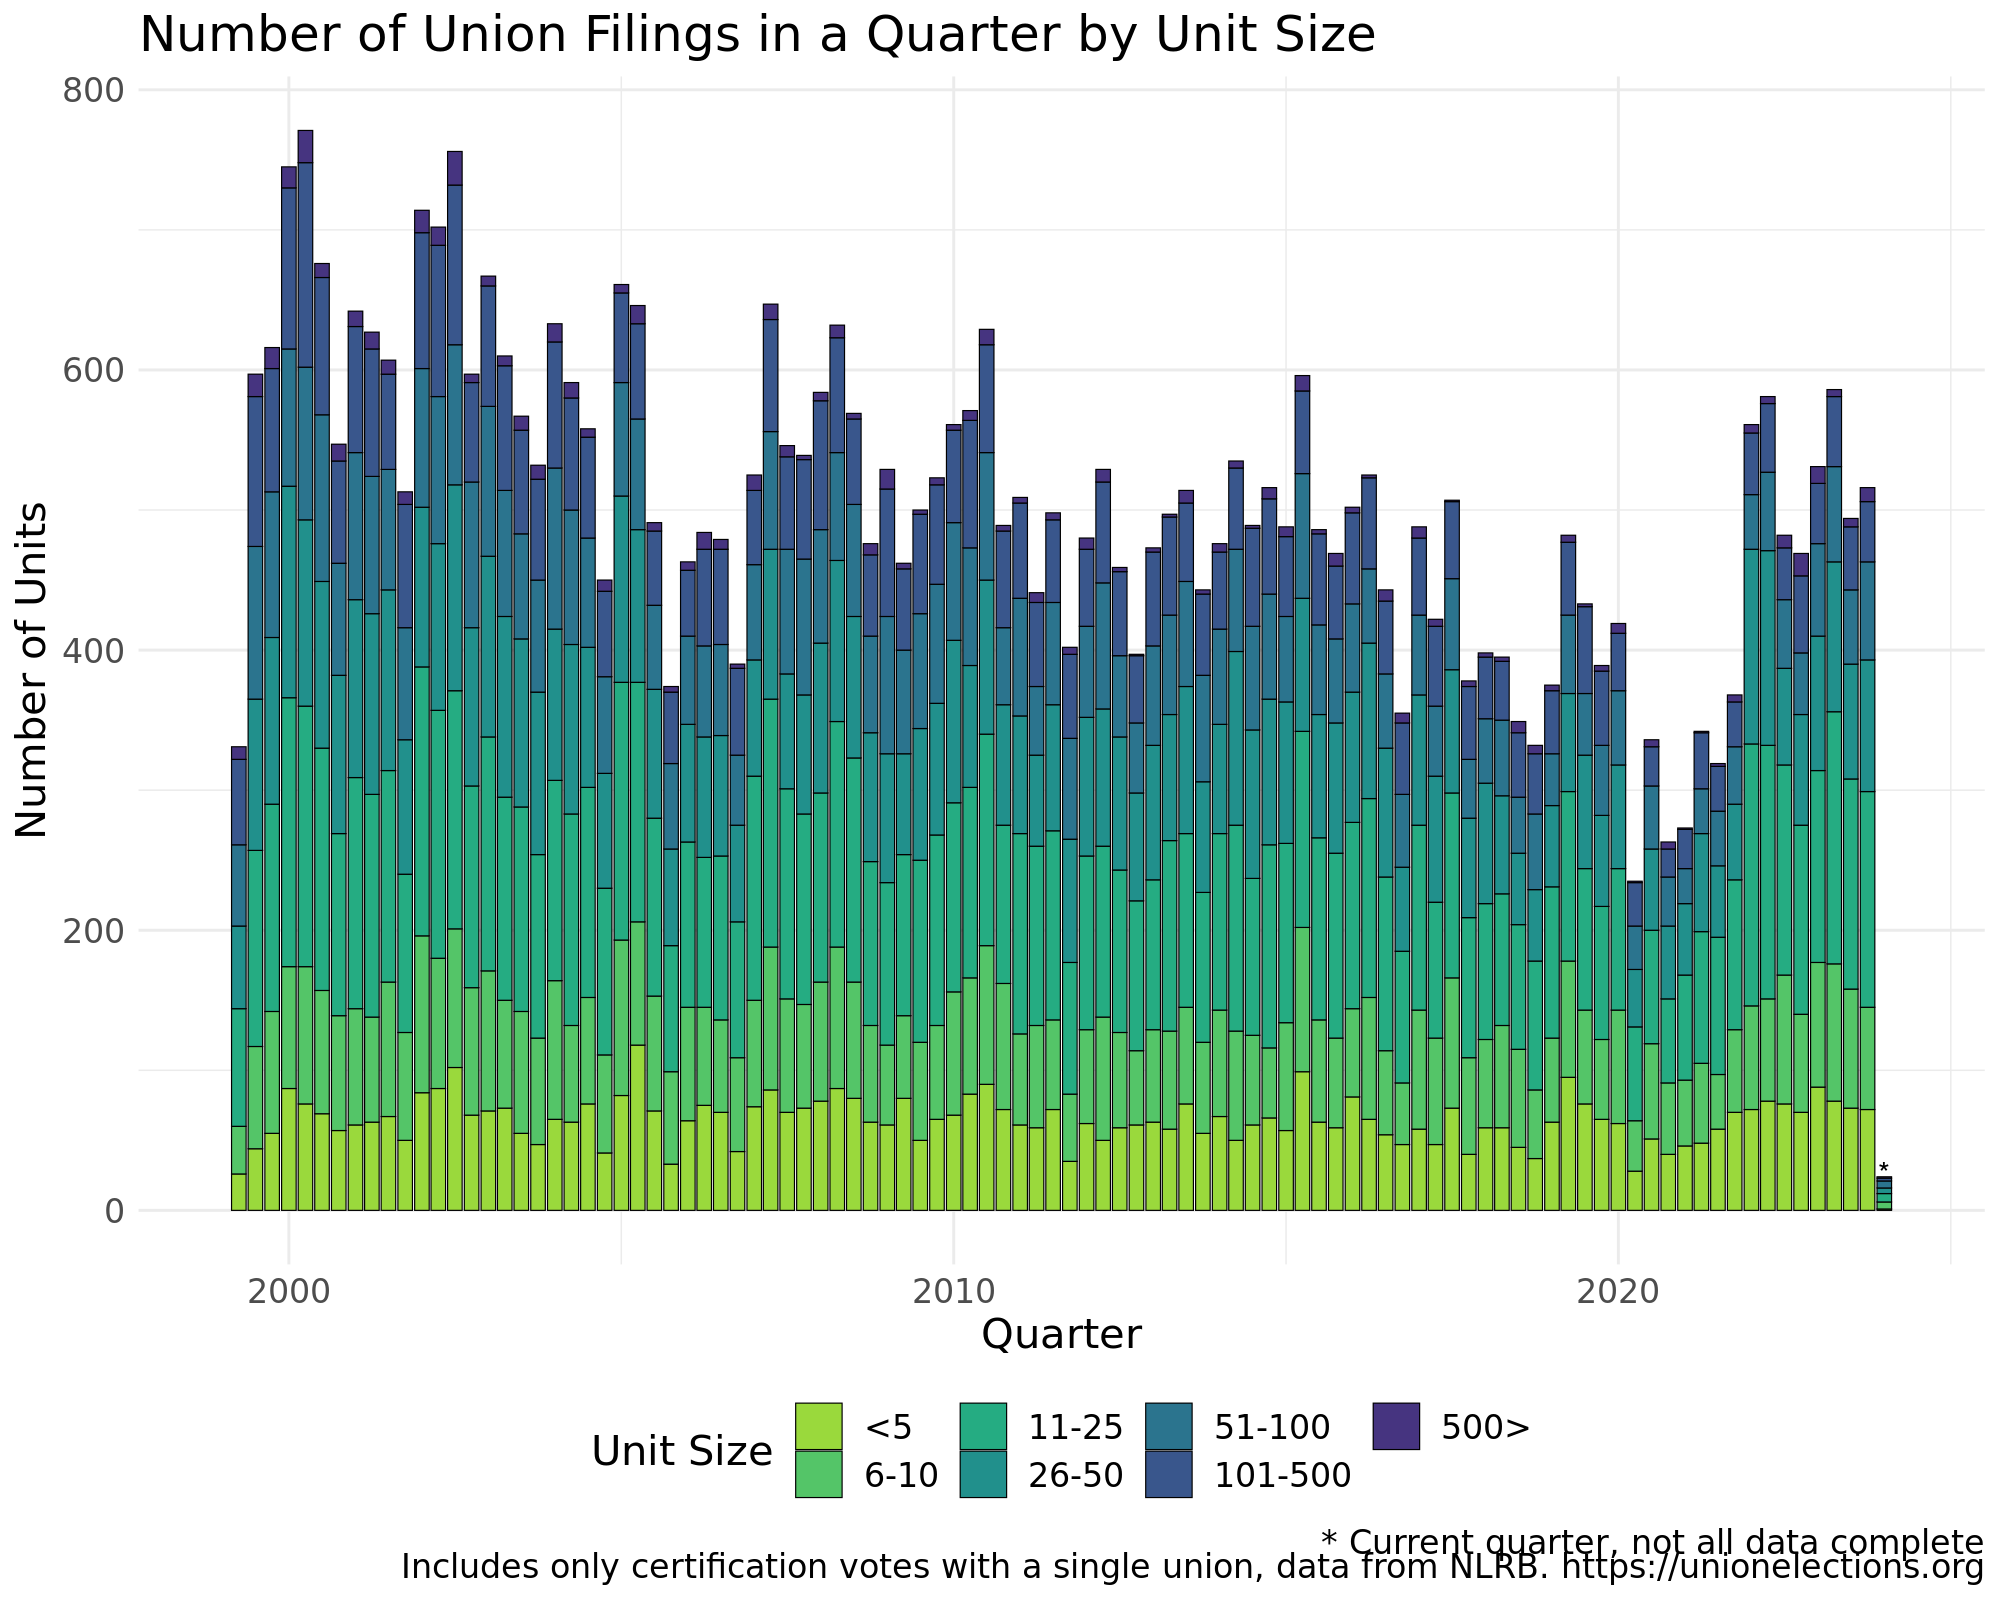 Number of Union Filings in a Quarter by Unit Size
Number of Units
800
600
400
200
0
*
2000 2010 2020
Quarter
Unit Size
<5 11-25 51-100 500>
6-10 26-50 101-500
* Current quarter, not all data complete
Includes only certification votes with a single union, data from NLRB. https://unionelections.org